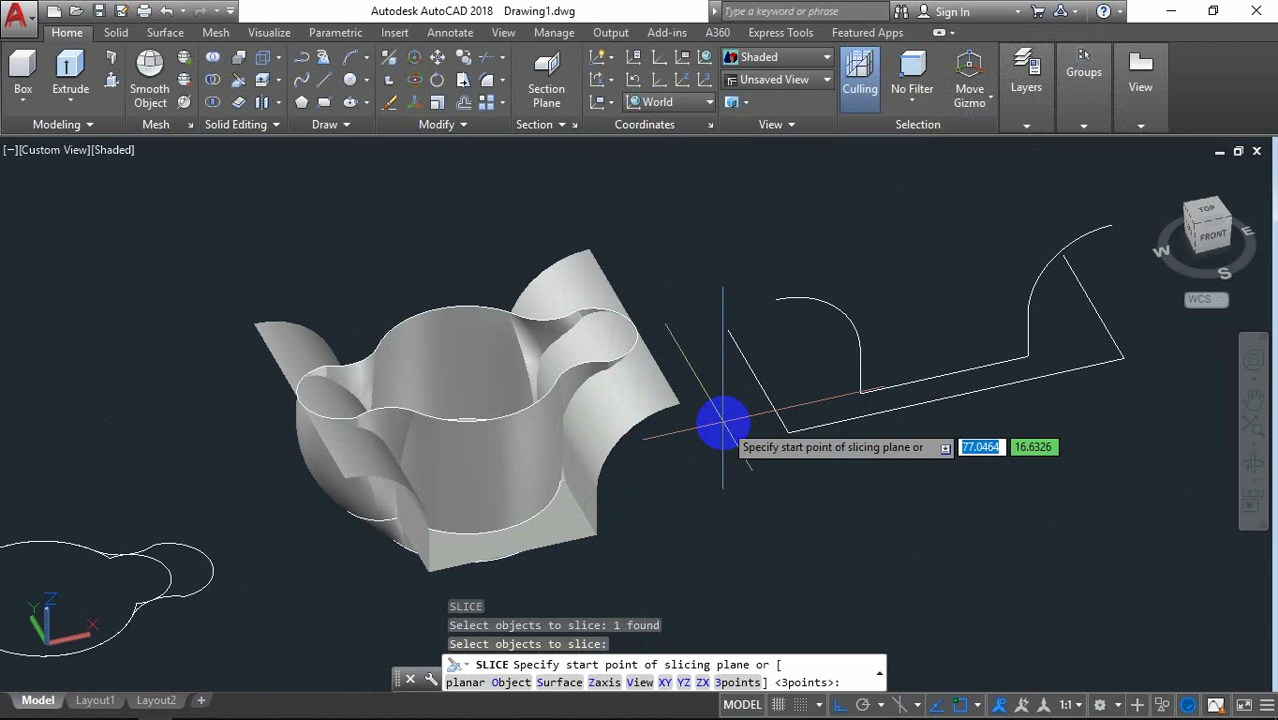 Autodesk AutoCAD 2018 Drawing1.dwg
Type a keyword or phrase
Sign In
Home Solid Surface Mesh Visualize Parametric Insert Annotate View Manage Output Add-ins A360 Express Tools Featured Apps
Box
Extrude
Smooth
Object
Section
Plane
World
Shaded
Unsaved View
Culling
No Filter
Move
Gizmo
Layers
Groups
View
Modeling
Mesh
Solid Editing
Draw
Modify
Section
Coordinates
View
Selection
[−][Custom View][Shaded]
TOP
FRONT
W
E
S
WCS
Specify start point of slicing plane or 77.0464 16.6326
Y
Z
X
SLICE
Select objects to slice: 1 found
Select objects to slice:
SLICE Specify start point of slicing plane or [
planar Object Surface Zaxis View XY YZ ZX 3points] <3points>:
Model Layout1 Layout2 +
MODEL
1:1